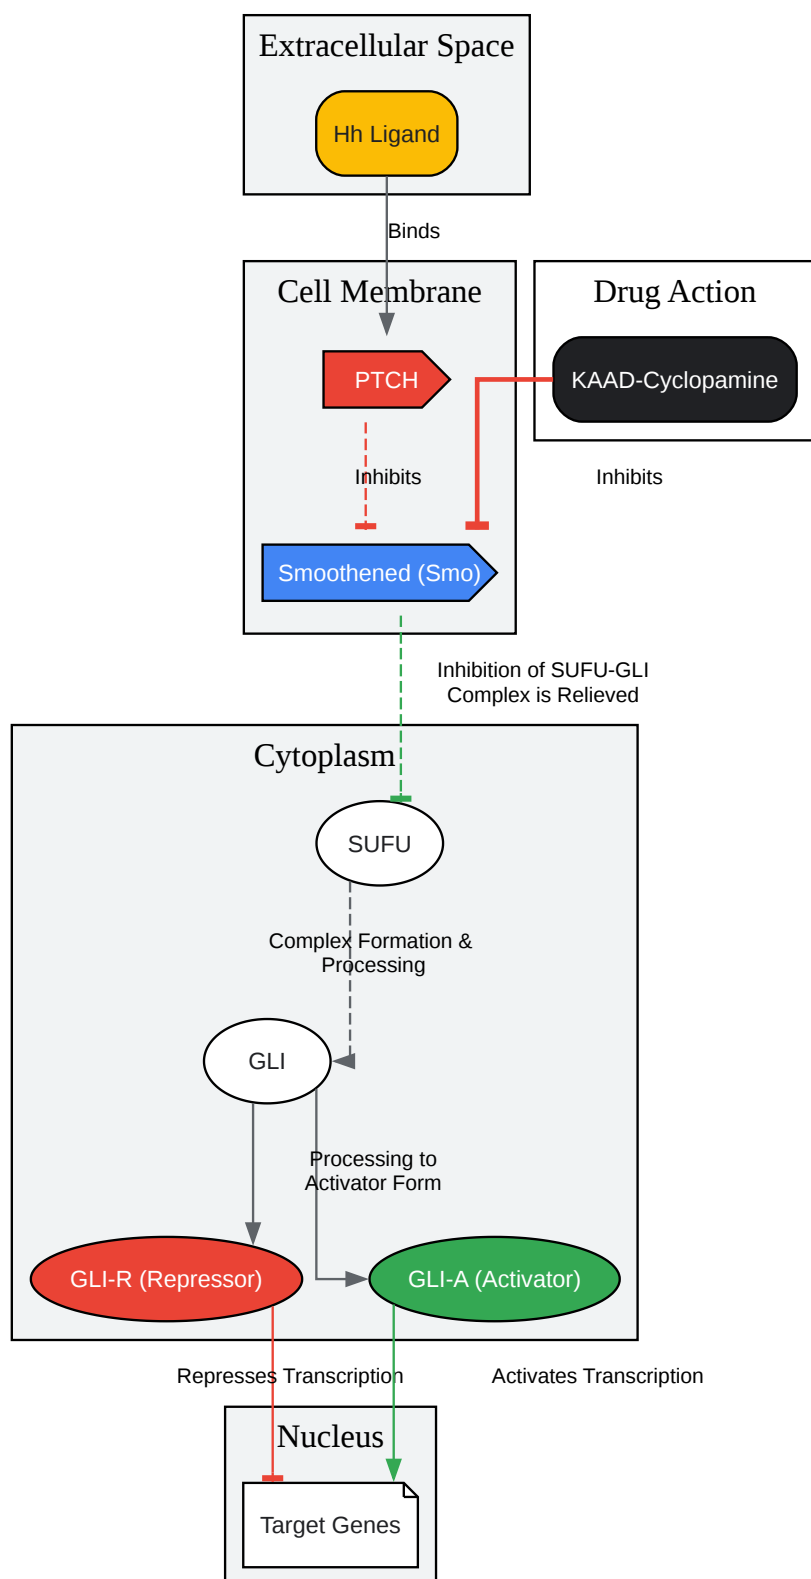 Extracellular Space
Hh Ligand
Binds
Cell Membrane
Drug Action
PTCH
KAAD-Cyclopamine
Inhibits
Inhibits
Smoothened (Smo)
Inhibition of SUFU-GLI
Complex is Relieved
Cytoplasm
SUFU
Complex Formation &
Processing
GLI
Processing to
Activator Form
GLI-R (Repressor)
GLI-A (Activator)
Represses Transcription
Activates Transcription
Nucleus
Target Genes